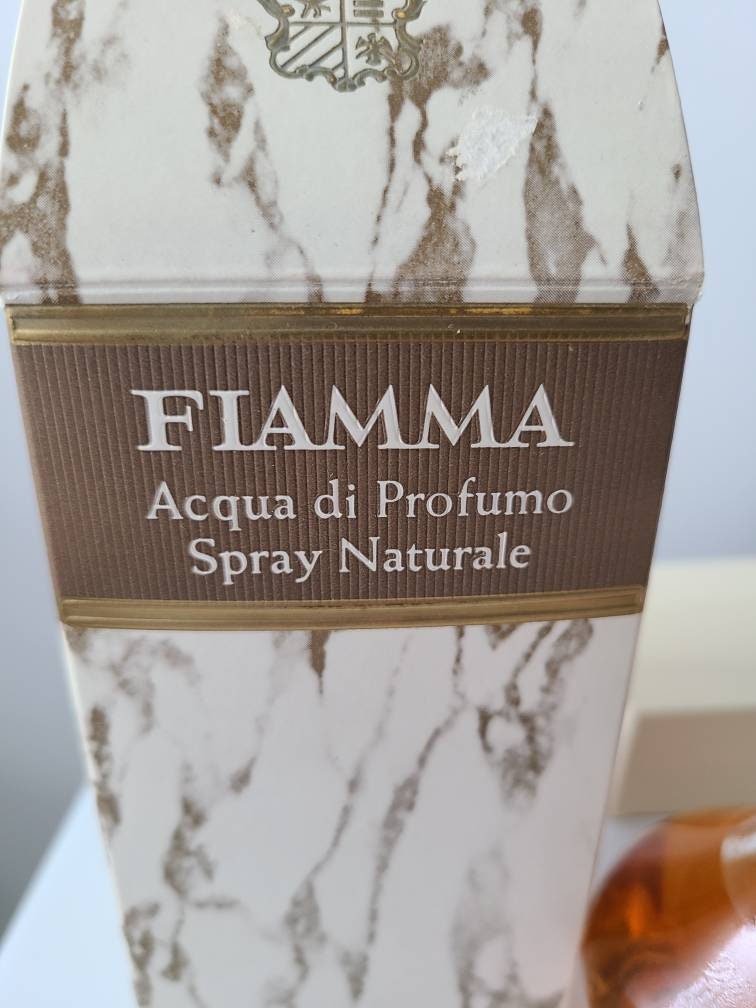 FIAMMA
Acqua di Profumo
Spray Naturale